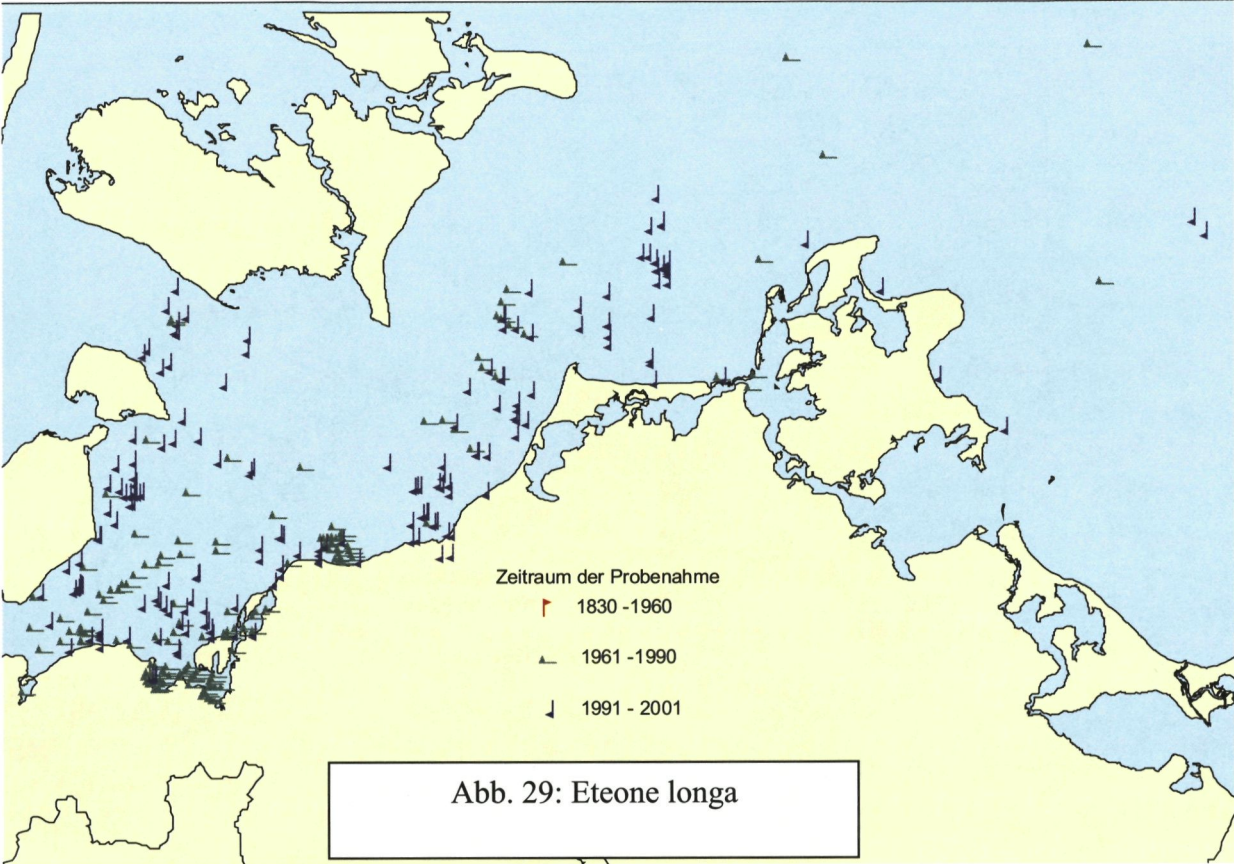 Zeitraum der Probenahme
1830 -1960
1961 -1990
1991 - 2001
Abb. 29: Eteone longa